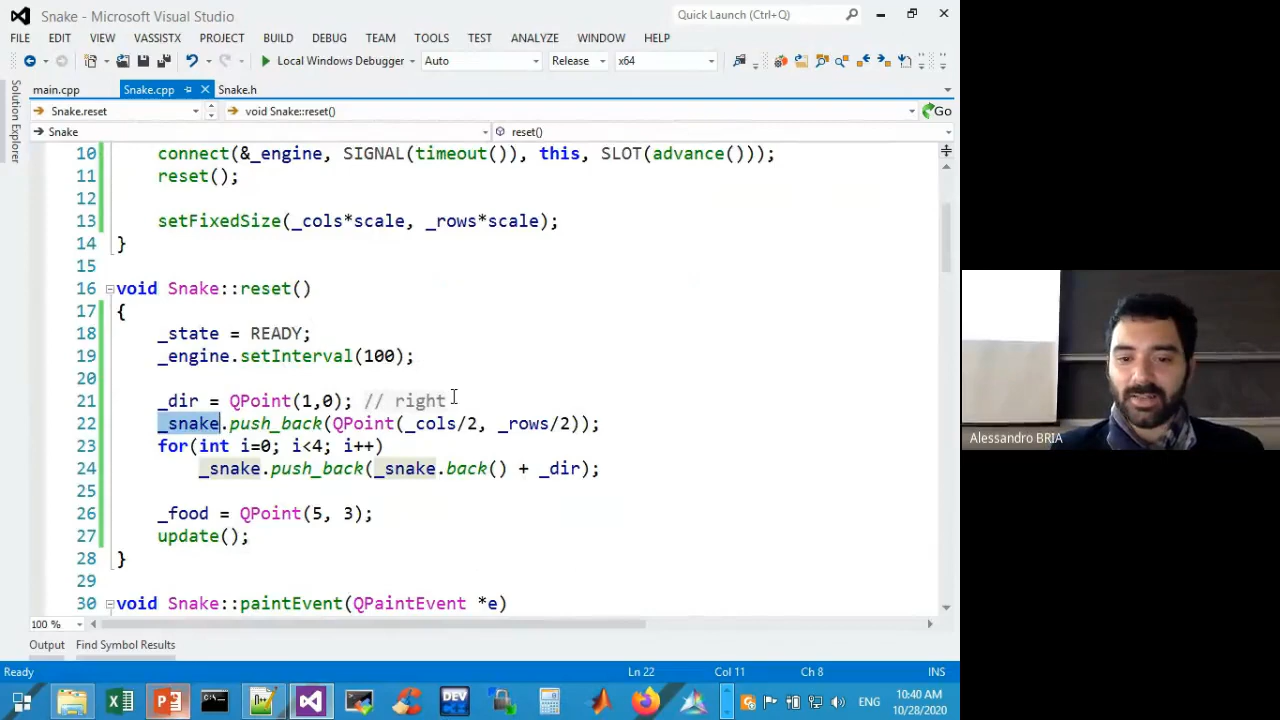 Snake - Microsoft Visual Studio
Quick Launch (Ctrl+Q)
FILE EDIT VIEW VASSISTX PROJECT BUILD DEBUG TEAM TOOLS TEST ANALYZE WINDOW HELP
Local Windows Debugger Auto Release x64
Solution Explorer
main.cpp Snake.cpp Snake.h
Snake.reset void Snake::reset() Go
Snake reset()
10 connect(&_engine, SIGNAL(timeout()), this, SLOT(advance()));
11 reset();
12
13 setFixedSize(_cols*scale, _rows*scale);
14 }
15
16 void Snake::reset()
17 {
18 _state = READY;
19 _engine.setInterval(100);
20
21 _dir = QPoint(1,0); // right
22 _snake.push_back(QPoint(_cols/2, _rows/2));
23 for(int i=0; i<4; i++)
24 _snake.push_back(_snake.back() + _dir);
25
26 _food = QPoint(5, 3);
27 update();
28 }
29
30 void Snake::paintEvent(QPaintEvent *e)
100 %
Output Find Symbol Results
Ready Ln 22 Col 11 Ch 8 INS
DEV
ENG
10:40 AM
10/28/2020
Alessandro BRIA